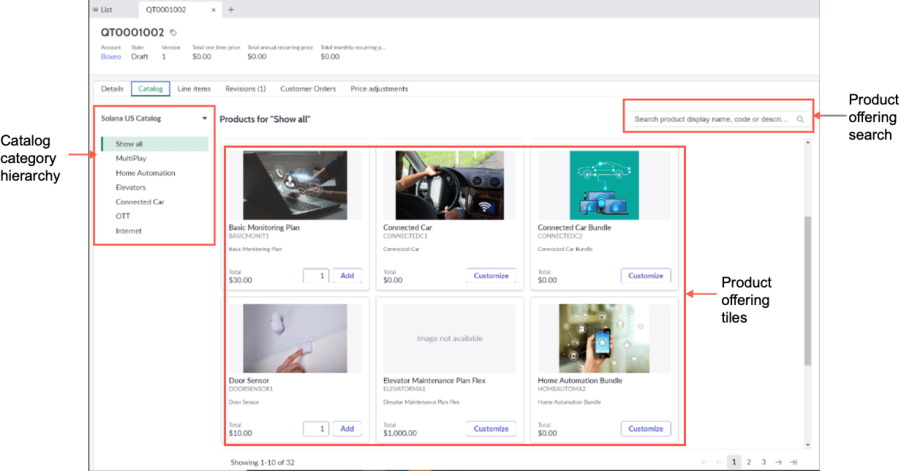 List
QT0001002
QT0001002
Account State Version Total one time price Total annual recurring price Total monthly recurring p...
Boxeo Draft 1 $0.00 $0.00 $0.00
Details Catalog Line items Revisions (1) Customer Orders Price adjustments
Catalog
category
hierarchy
Solana US Catalog
Show all
MultiPlay
Home Automation
Elevators
Connected Car
OTT
Internet
Products for "Show all"
Search product display name, code or descri...
Product
offering
search
Basic Monitoring Plan
BASICMONIT1
Basic Monitoring Plan
Total
$30.00 1 Add
Connected Car
CONNECTEDC1
Connected Car
Total
$0.00 Customize
Connected Car Bundle
CONNECTEDC2
Connected Car Bundle
Total
$0.00 Customize
Product
offering
tiles
Door Sensor
DOORSENSOR1
Door Sensor
Total
$10.00 1 Add
Image not available
Elevator Maintenance Plan Flex
ELEVATORMA1
Elevator Maintenance Plan Flex
Total
$1,000.00 Customize
Home Automation Bundle
HOMEAUTOMA2
Home Automation Bundle
Total
$0.00 Customize
Showing 1-10 of 32
1 2 3